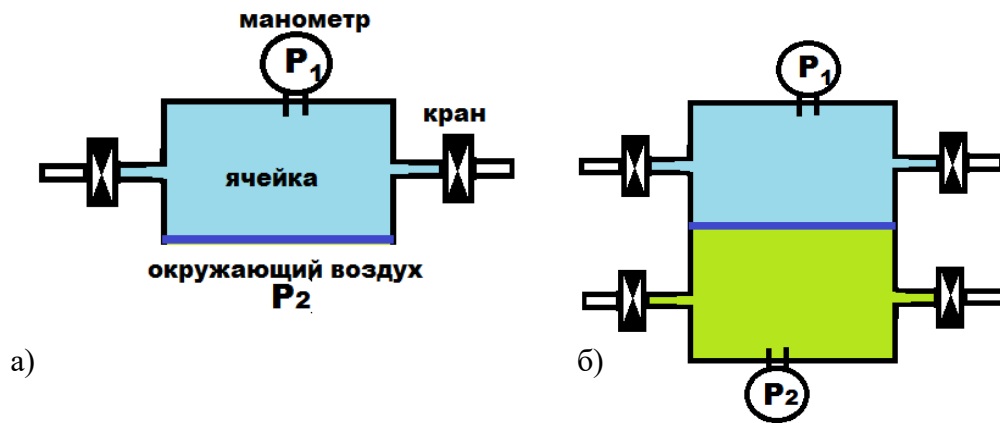 манометр
P1
кран
ячейка
окружающий воздух
P2
а)
P1
P2
б)